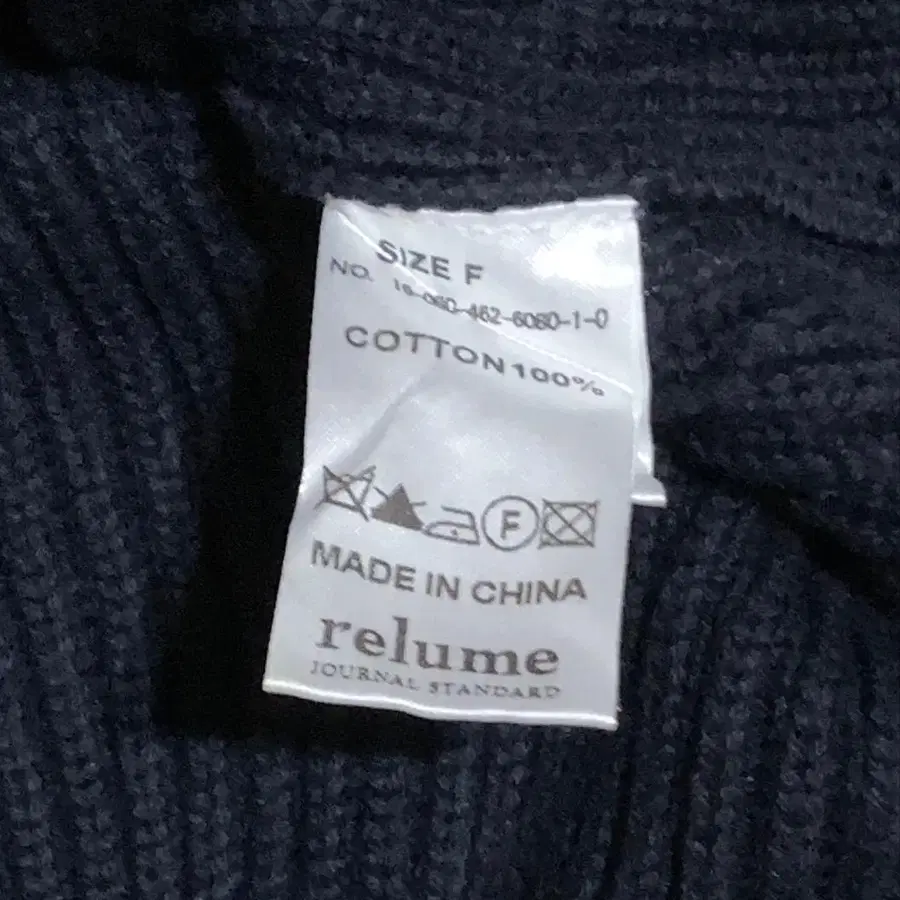 SIZE F
NO. 16-060-462-6080-1-0
COTTON 100%
F
MADE IN CHINA
relume
JOURNAL STANDARD